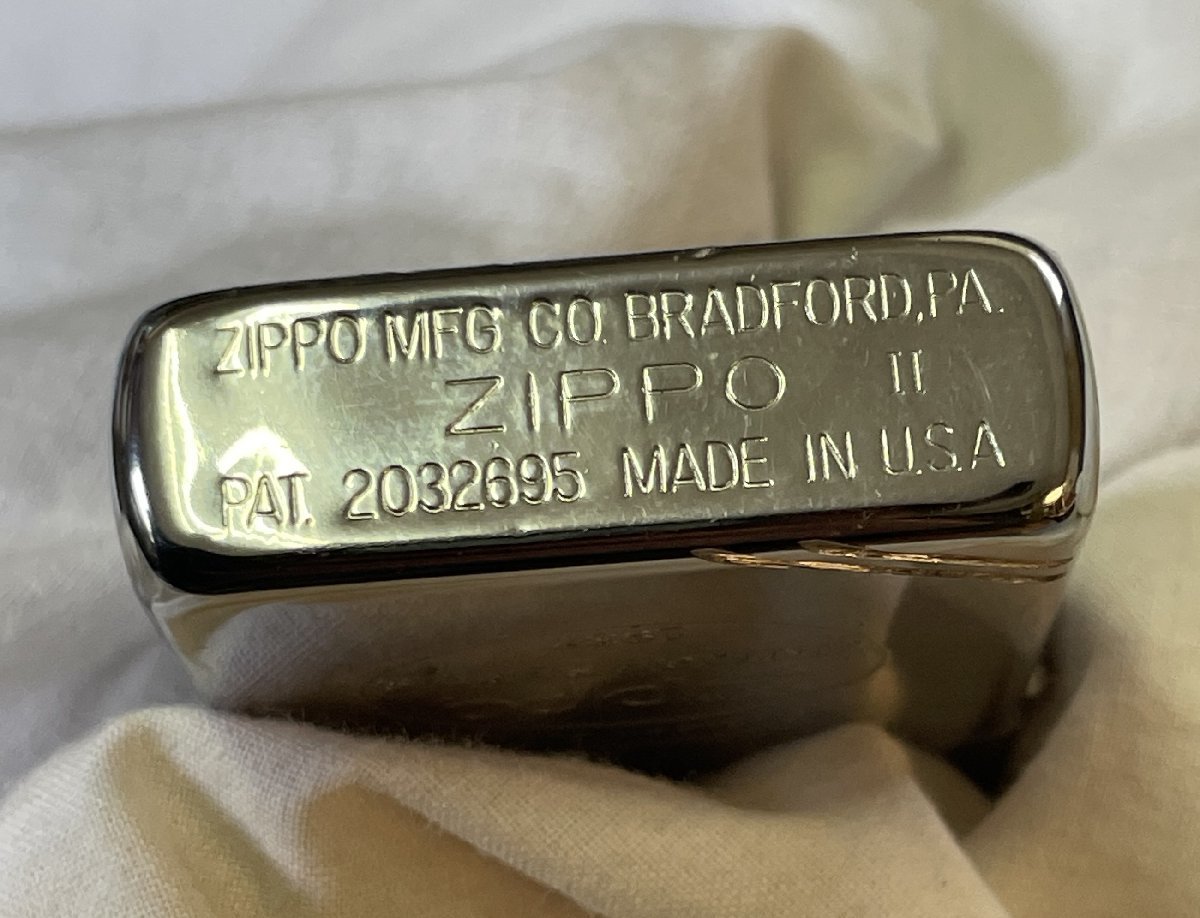 ZIPPO MFG. CO. BRADFORD, PA.
ZIPPO II
PAT. 2032695 MADE IN U.S.A